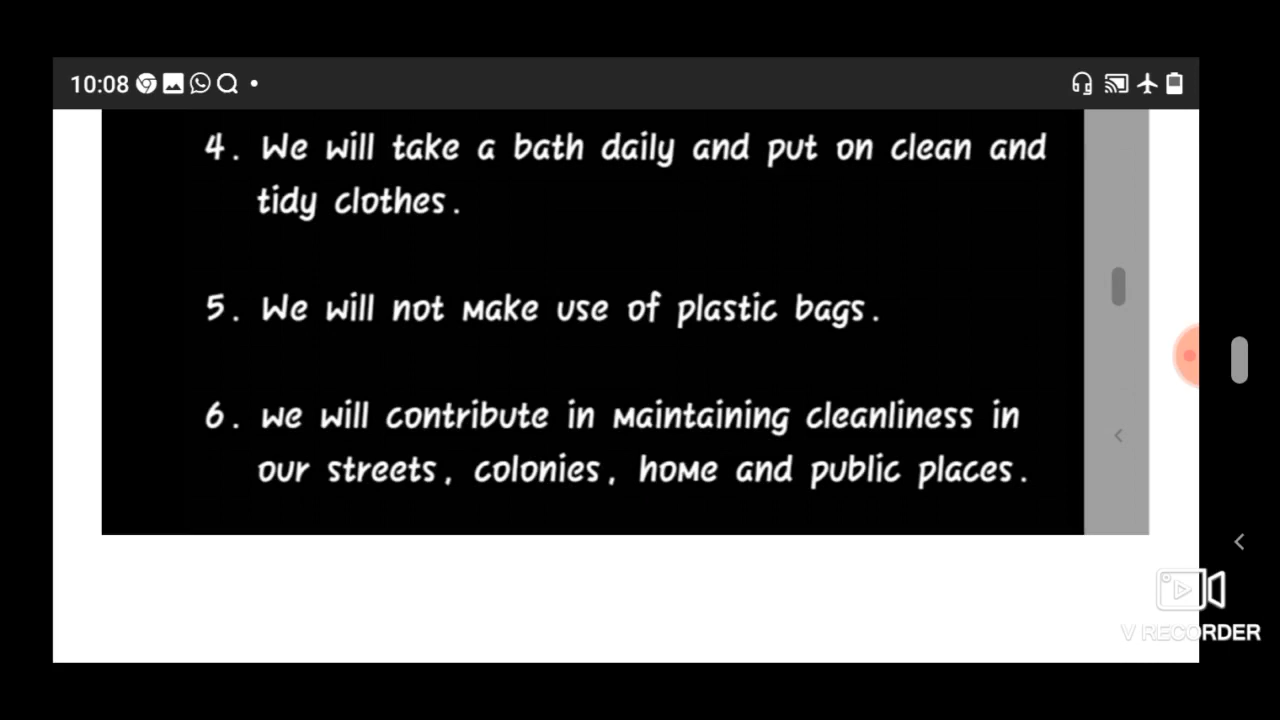 10:08
4. We will take a bath daily and put on clean and
tidy clothes.
5. We will not make use of plastic bags.
6. we will contribute in maintaining cleanliness in
our streets, colonies, home and public places.
V RECORDER